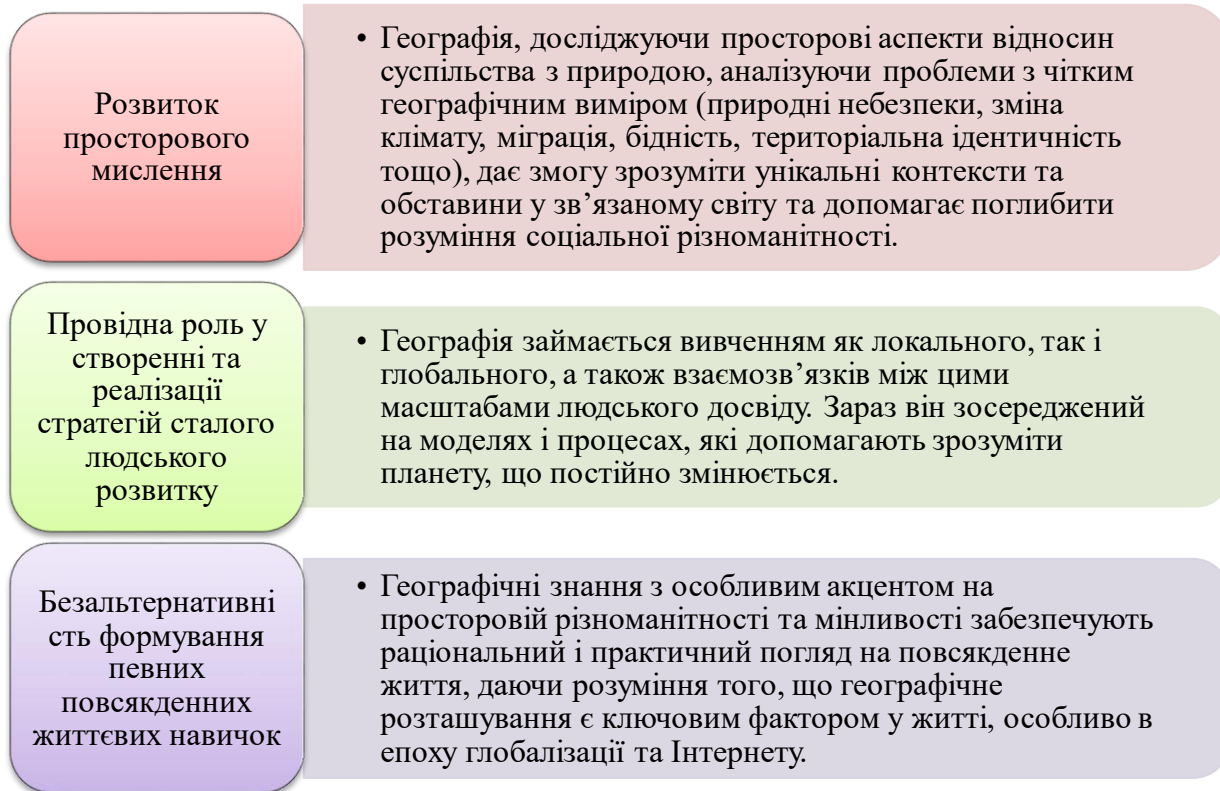 Розвиток
просторового
мислення
• Географія, досліджуючи просторові аспекти відносин
суспільства з природою, аналізуючи проблеми з чітким
географічним виміром (природні небезпеки, зміна
клімату, міграція, бідність, територіальна ідентичність
тощо), дає змогу зрозуміти унікальні контексти та
обставини у зв’язаному світу та допомагає поглибити
розуміння соціальної різноманітності.
Провідна роль у
створенні та
реалізації
стратегій сталого
людського
розвитку
• Географія займається вивченням як локального, так і
глобального, а також взаємозв’язків між цими
масштабами людського досвіду. Зараз він зосереджений
на моделях і процесах, які допомагають зрозуміти
планету, що постійно змінюється.
Безальтернативні
сть формування
певних
повсякденних
життєвих навичок
• Географічні знання з особливим акцентом на
просторовій різноманітності та мінливості забезпечують
раціональний і практичний погляд на повсякденне
життя, даючи розуміння того, що географічне
розташування є ключовим фактором у житті, особливо в
епоху глобалізації та Інтернету.